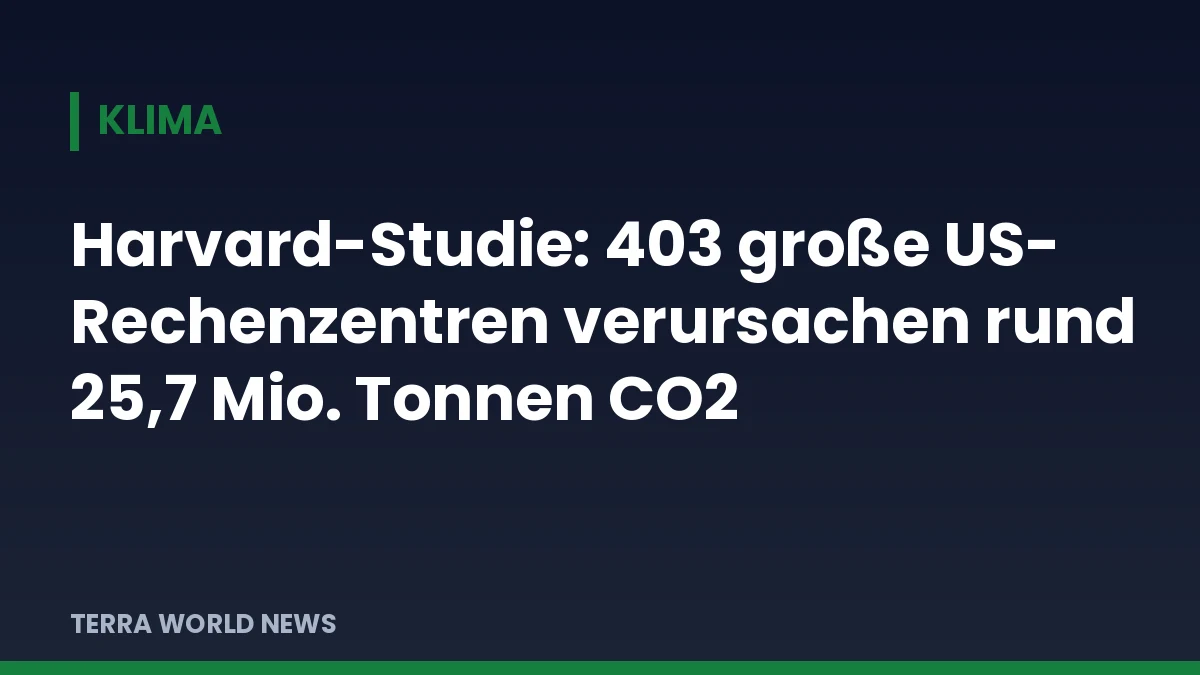 KLIMA
Harvard-Studie: 403 große US-
Rechenzentren verursachen rund
25,7 Mio. Tonnen CO2
TERRA WORLD NEWS